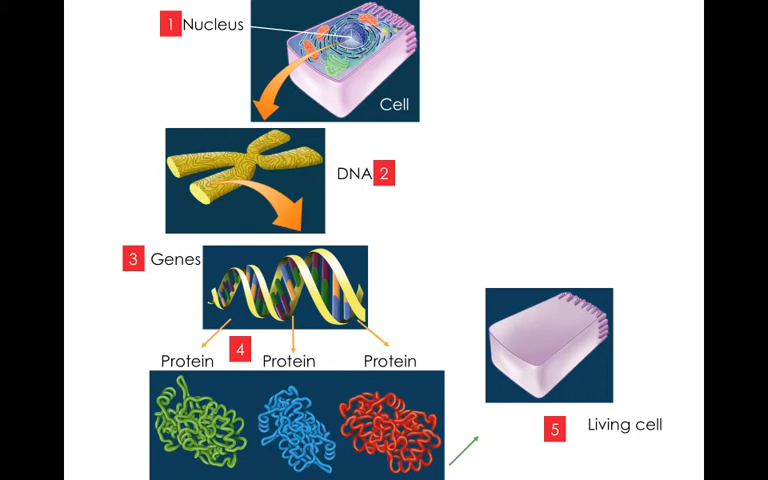 1 Nucleus
Cell
DNA 2
3 Genes
4
Protein Protein Protein
5 Living cell